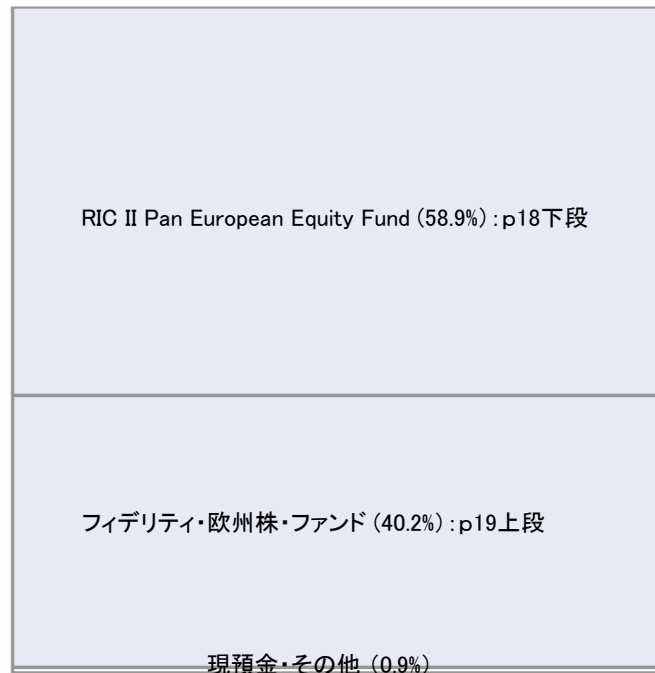 RIC II Pan European Equity Fund (58.9%) : p18下段
フィデリティ・欧州株・ファンド (40.2%) : p19上段
現預金・その他 (0.9%)